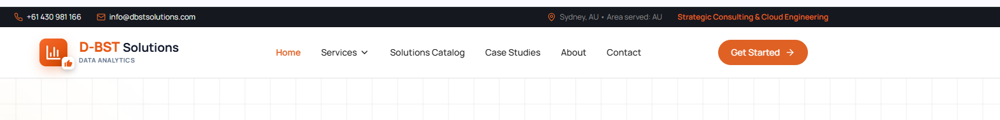 +61 430 981 166 info@dbstsolutions.com Sydney, AU • Area served: AU Strategic Consulting & Cloud Engineering
D-BST Solutions
DATA ANALYTICS
Home Services Solutions Catalog Case Studies About Contact Get Started →